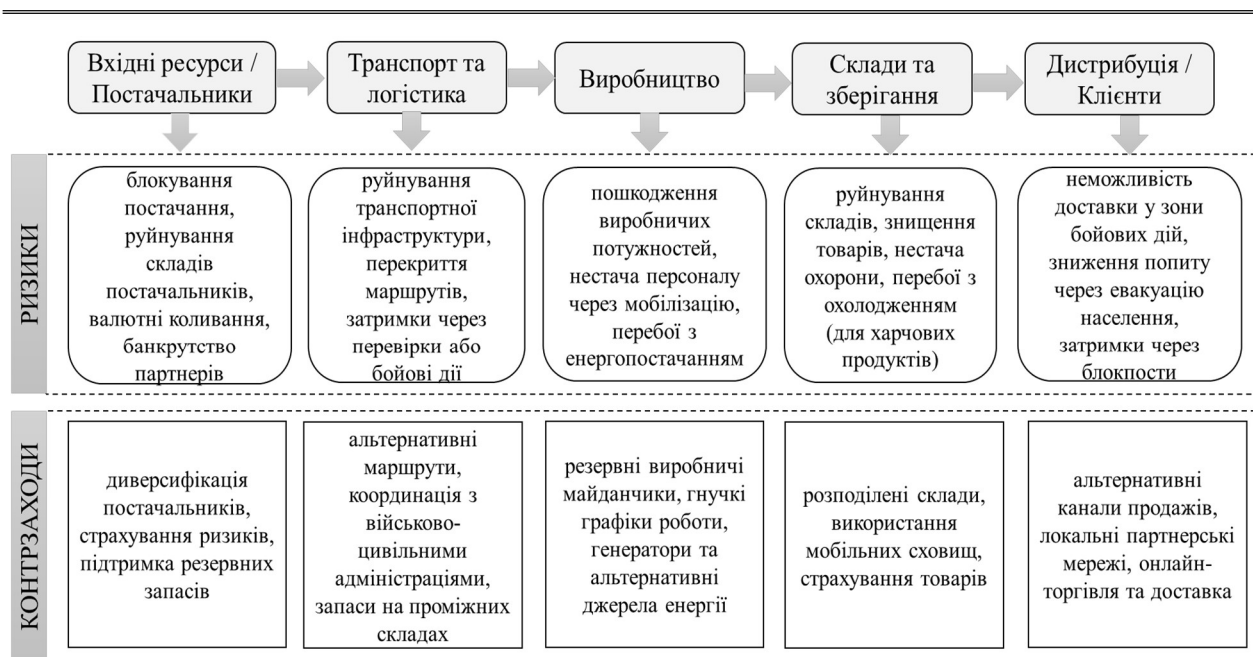 Вхідні ресурси /
Постачальники
Транспорт та
логістика
Виробництво
Склади та
зберігання
Дистрибуція /
Клієнти
РИЗИКИ
блокування
постачання,
руйнування
складів
постачальників,
валютні коливання,
банкрутство
партнерів
руйнування
транспортної
інфраструктури,
перекриття
маршрутів,
затримки через
перевірки або
бойові дії
пошкодження
виробничих
потужностей,
нестача персоналу
через мобілізацію,
перебої з
енергопостачанням
руйнування
складів, знищення
товарів, нестача
охорони, перебої з
охолодженням
(для харчових
продуктів)
неможливість
доставки у зони
бойових дій,
зниження попиту
через евакуацію
населення,
затримки через
блокпости
КОНТРЗАХОДИ
диверсифікація
постачальників,
страхування ризиків,
підтримка резервних
запасів
альтернативні
маршрути,
координація з
військово-
цивільними
адміністраціями,
запаси на проміжних
складах
резервні виробничі
майданчики, гнучкі
графіки роботи,
генератори та
альтернативні
джерела енергії
розподілені склади,
використання
мобільних сховищ,
страхування товарів
альтернативні
канали продажів,
локальні партнерські
мережі, онлайн-
торгівля та доставка